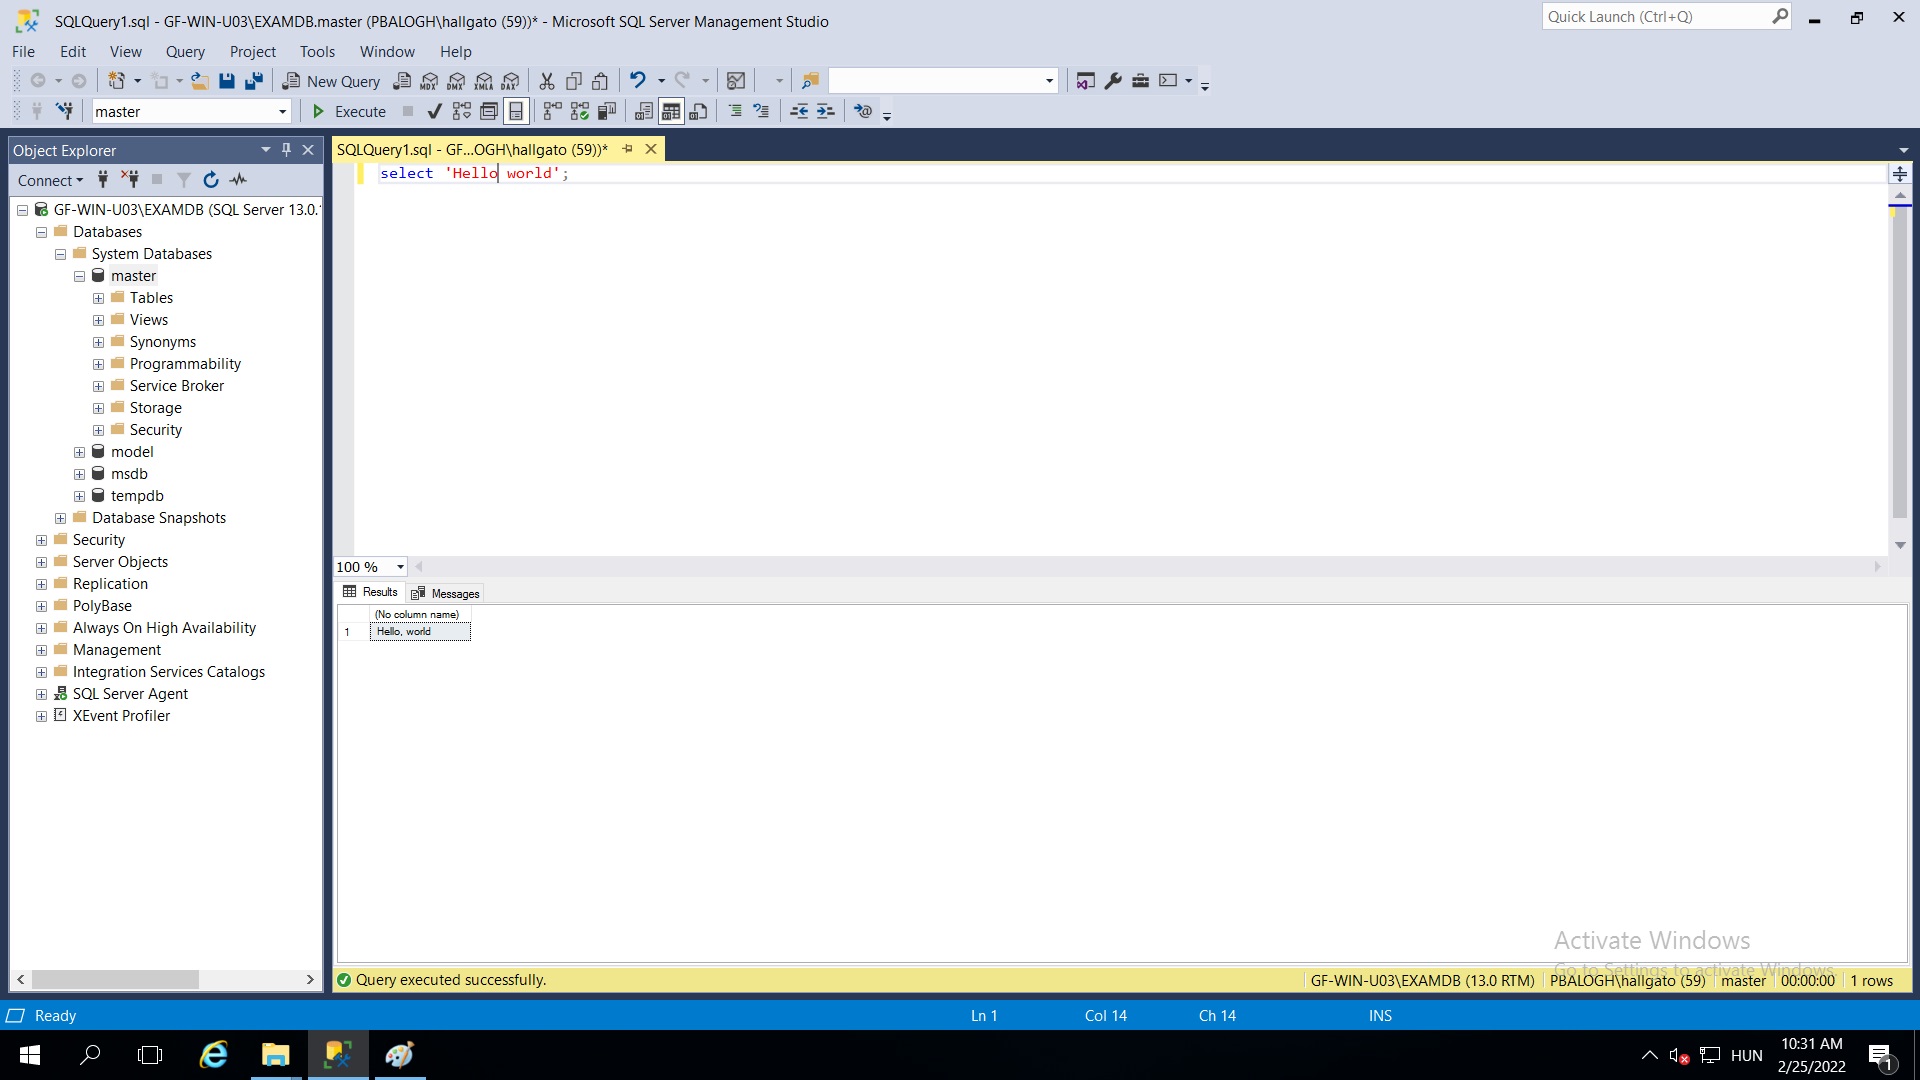 SQLQuery1.sql - GF-WIN-U03\EXAMDB.master (PBALOGH\hallgato (59))* - Microsoft SQL Server Management Studio
Quick Launch (Ctrl+Q)
File Edit View Query Project Tools Window Help
New Query MDX DMX XMLA DAX
master Execute
Object Explorer
SQLQuery1.sql - GF...OGH\hallgato (59))*
Connect
select 'Hello world';
GF-WIN-U03\EXAMDB (SQL Server 13.0.
Databases
System Databases
master
Tables
Views
Synonyms
Programmability
Service Broker
Storage
Security
model
msdb
tempdb
Database Snapshots
Security
Server Objects
Replication
PolyBase
Always On High Availability
Management
Integration Services Catalogs
SQL Server Agent
XEvent Profiler
100 %
Results Messages
(No column name)
1 Hello, world
Activate Windows
Go to Settings to activate Windows.
Query executed successfully.
GF-WIN-U03\EXAMDB (13.0 RTM) PBALOGH\hallgato (59) master 00:00:00 1 rows
Ready Ln 1 Col 14 Ch 14 INS
HUN
10:31 AM
2/25/2022
1